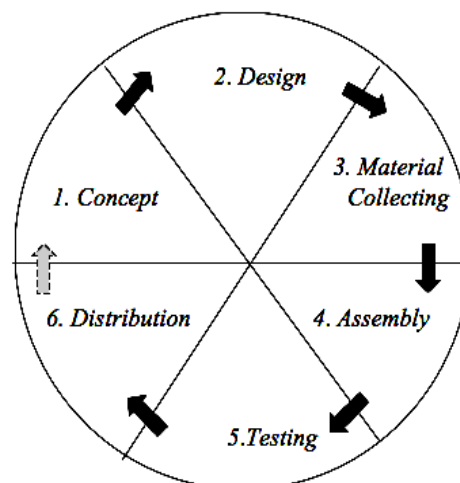 1. Concept
2. Design
3. Material
Collecting
4. Assembly
5.Testing
6. Distribution